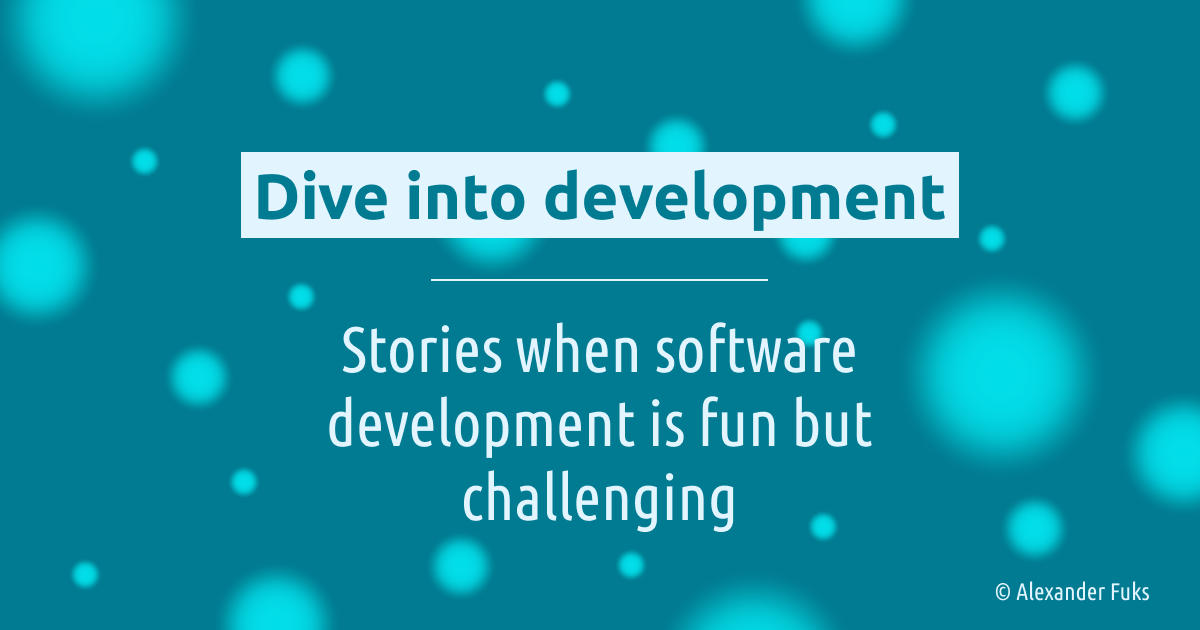 Dive into development
Stories when software
development is fun but
challenging
© Alexander Fuks